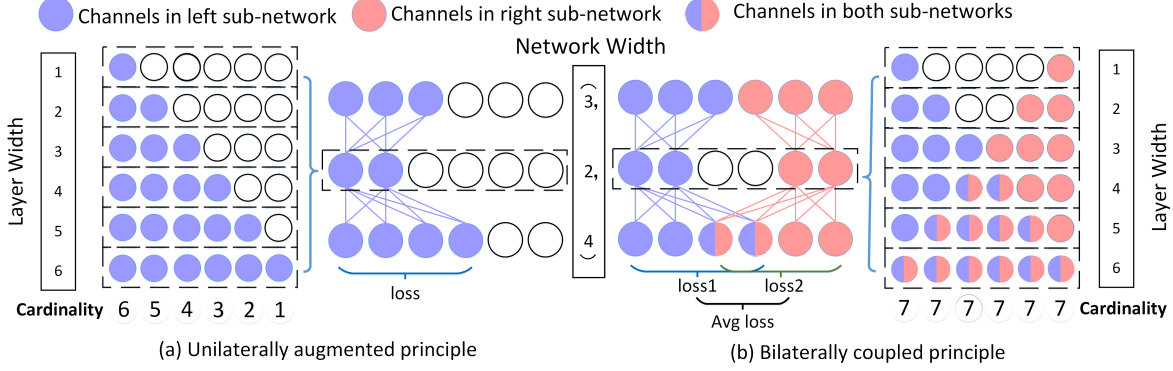 Channels in left sub-network
Channels in right sub-network
Channels in both sub-networks
Network Width
Layer Width
1
2
3
4
5
6
Cardinality 6 5 4 3 2 1
loss
(a) Unilaterally augmented principle
(3,
2,
4)
loss1
loss2
Avg loss
1
2
3
4
5
6
Layer Width
7 7 7 7 7 7 Cardinality
(b) Bilaterally coupled principle